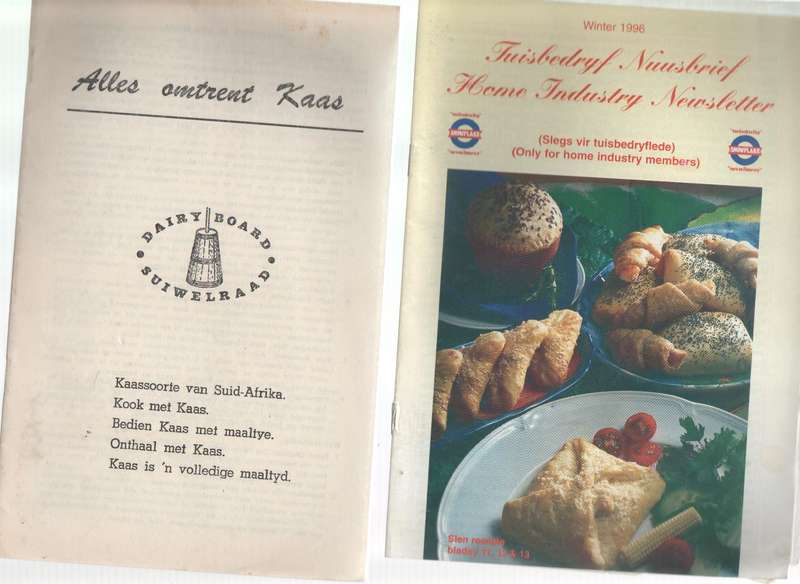 Alles omtrent Kaas
DAIRY BOARD
SUIWELRAAD
Kaassoorte van Suid-Afrika.
Kook met Kaas.
Bedien Kaas met maaltye.
Onthaal met Kaas.
Kaas is 'n volledige maaltyd.
Winter 1996
Tuisbedryf Nuusbrief
Home Industry Newsletter
(Slegs vir tuisbedryflede)
(Only for home industry members)
SNOWFLAKE
SNOWFLAKE
Sien resepte
bladsy 11, 12 & 13